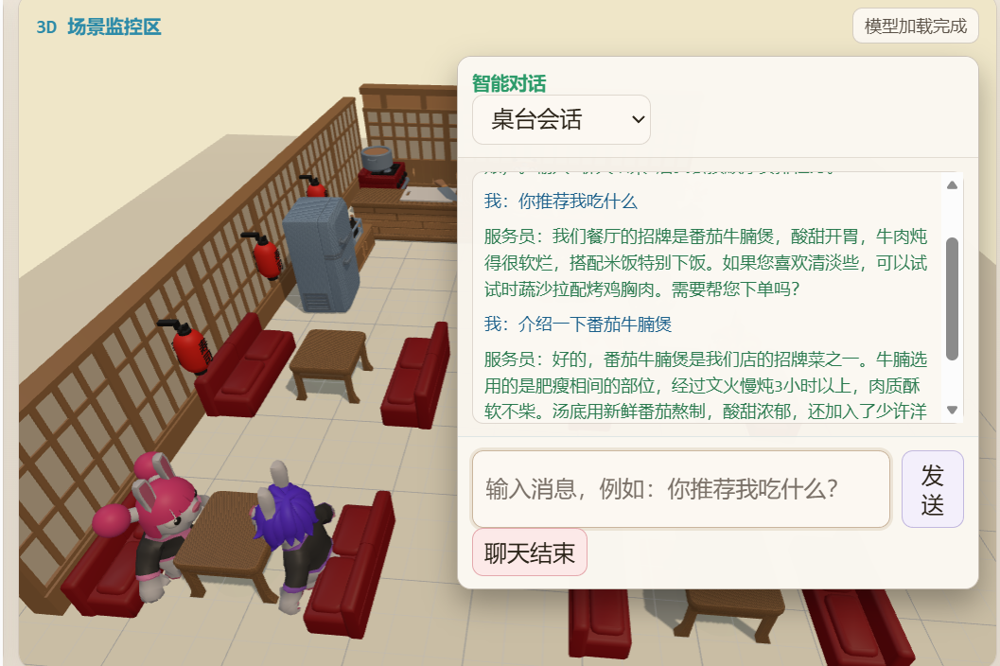 3D 场景监控区
模型加载完成
智能对话
桌台会话
我：你推荐我吃什么
服务员：我们餐厅的招牌是番茄牛腩煲，酸甜开胃，牛肉炖
得很软烂，搭配米饭特别下饭。如果您喜欢清淡些，可以试
试时蔬沙拉配烤鸡胸肉。需要帮您下单吗？
我：介绍一下番茄牛腩煲
服务员：好的，番茄牛腩煲是我们店的招牌菜之一。牛腩选
用的是肥瘦相间的部位，经过文火慢炖3小时以上，肉质酥
软不柴。汤底用新鲜番茄熬制，酸甜浓郁，还加入了少许洋
输入消息，例如：你推荐我吃什么？
发
送
聊天结束